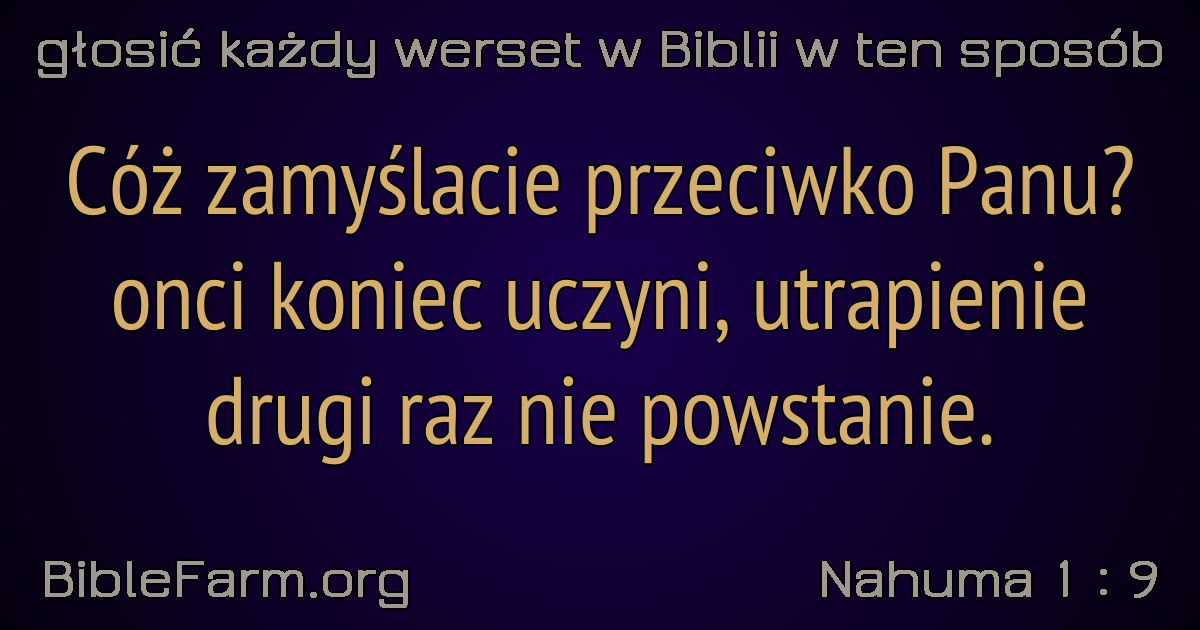 głosić każdy werset w Biblii w ten sposób
Cóż zamyślacie przeciwko Panu?
onci koniec uczyni, utrapienie
drugi raz nie powstanie.
BibleFarm.org
Nahuma 1 : 9